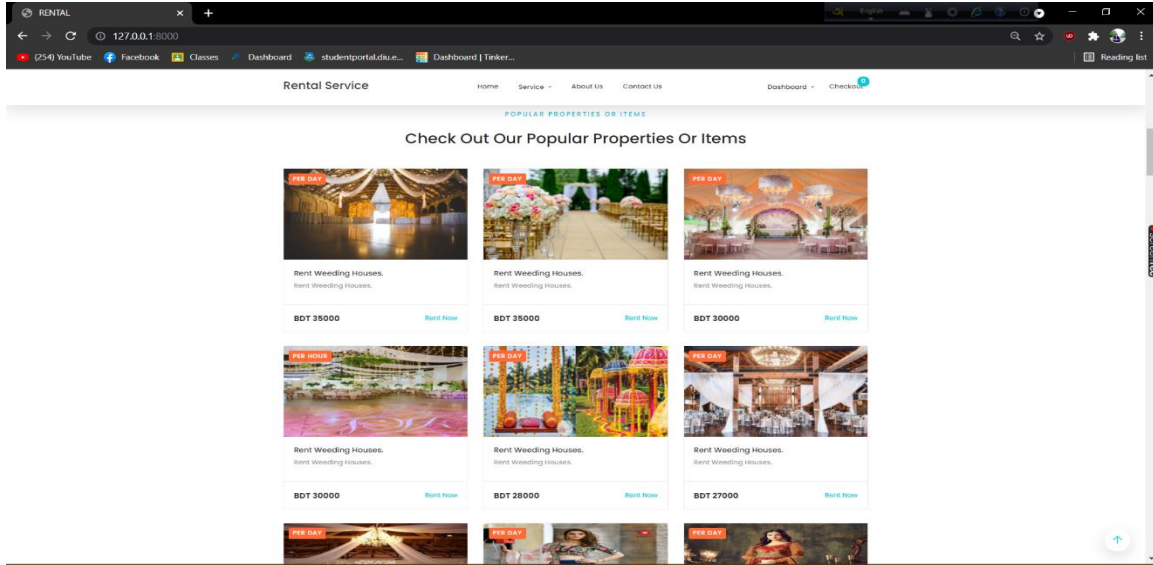 RENTAL
English
127.0.0.1:8000
(254) YouTube Facebook Classes Dashboard studentportal.diu.e... Dashboard | Tinker... Reading list
Rental Service Home Service About Us Contact Us Dashboard Checkout 0
POPULAR PROPERTIES OR ITEMS
Check Out Our Popular Properties Or Items
PER DAY PER DAY PER DAY
Rent Weeding Houses. Rent Weeding Houses. Rent Weeding Houses.
Rent Weeding Houses. Rent Weeding Houses. Rent Weeding Houses.
BDT 35000 Rent Now BDT 35000 Rent Now BDT 30000 Rent Now
PER HOUR PER DAY PER DAY
Rent Weeding Houses. Rent Weeding Houses. Rent Weeding Houses.
Rent Weeding Houses. Rent Weeding Houses. Rent Weeding Houses.
BDT 30000 Rent Now BDT 28000 Rent Now BDT 27000 Rent Now
PER DAY PER DAY PER DAY